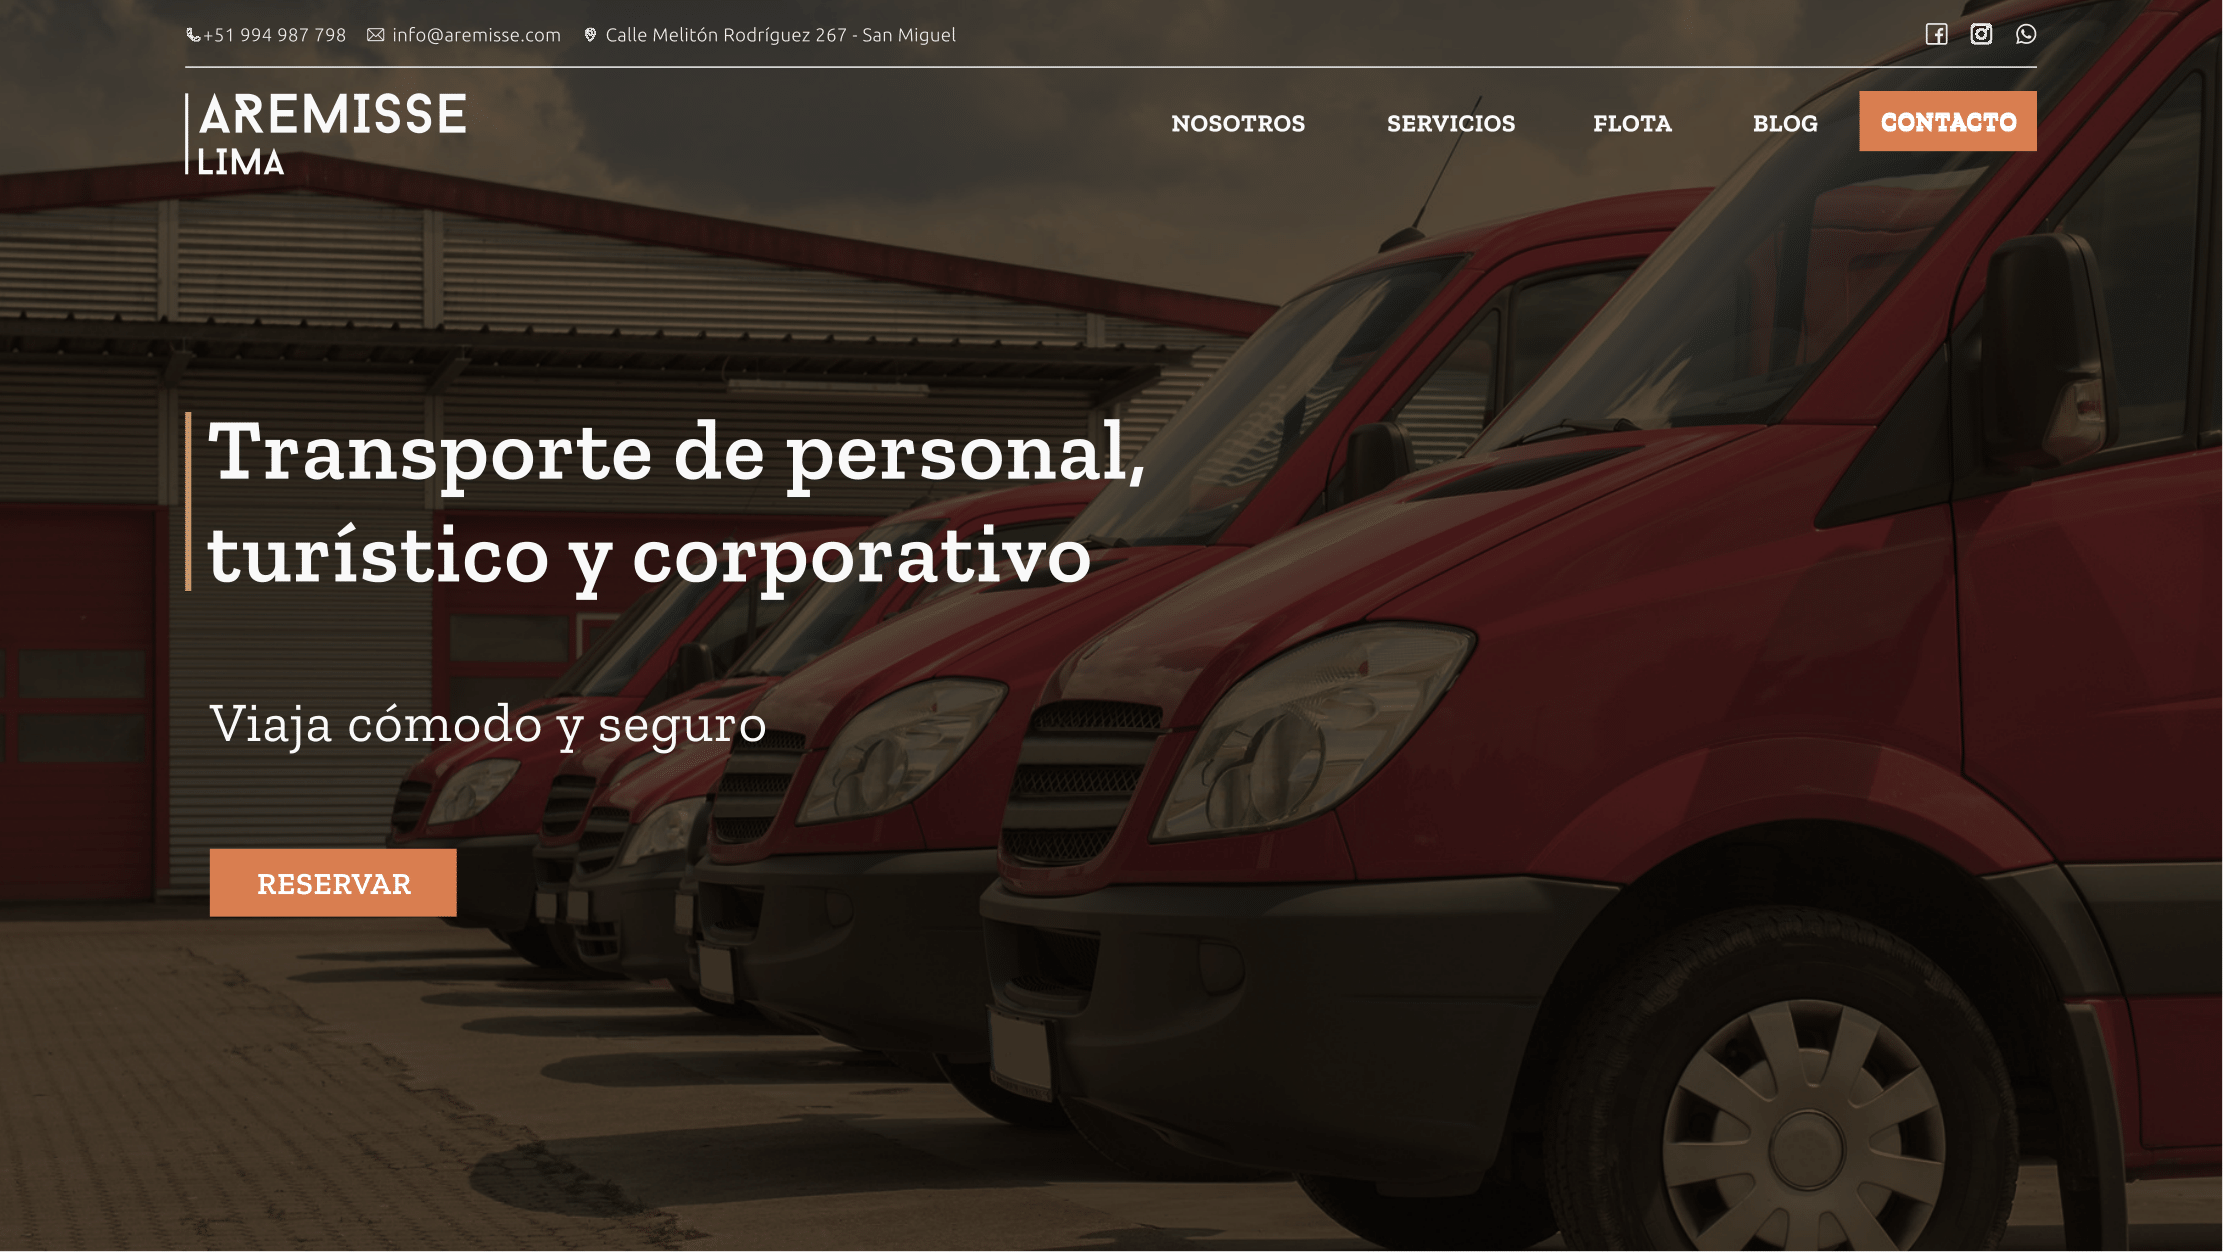 +51 994 987 798 info@aremisse.com Calle Melitón Rodríguez 267 - San Miguel
AREMISSE
LIMA
NOSOTROS SERVICIOS FLOTA BLOG CONTACTO
Transporte de personal,
turístico y corporativo
Viaja cómodo y seguro
RESERVAR